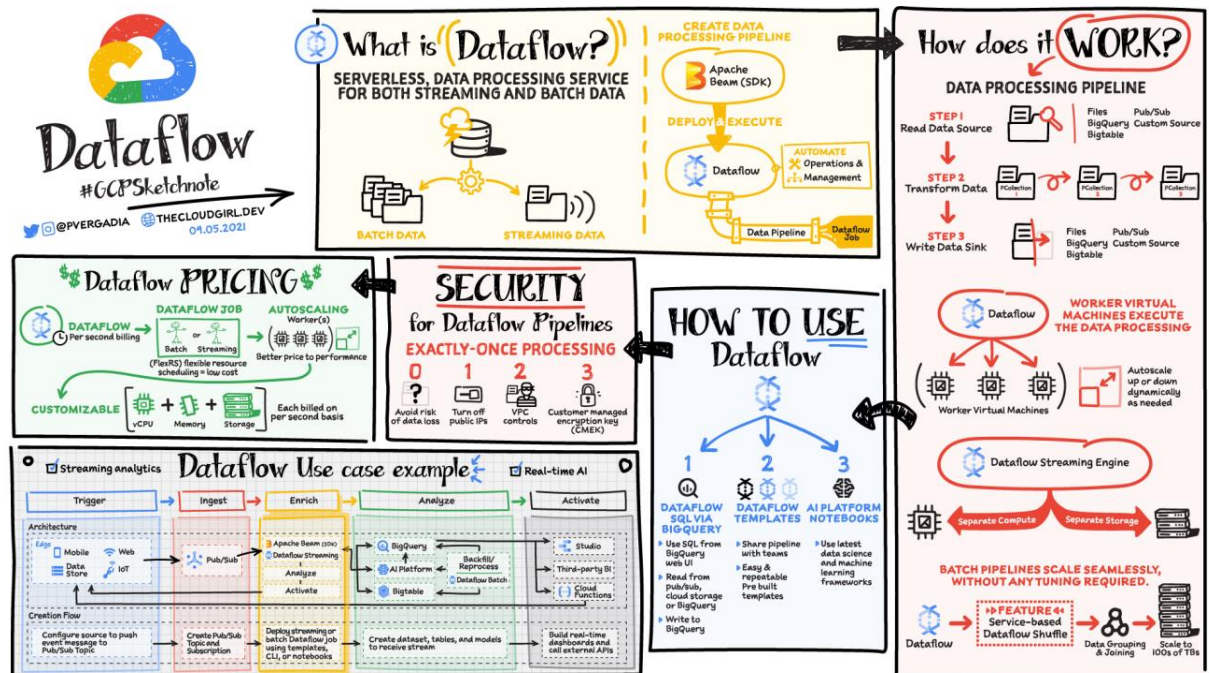 Dataflow
#GCPSketchnote
@PVERGADIA
THECLOUDGIRL.DEV
09.05.2021
What is Dataflow?
SERVERLESS, DATA PROCESSING SERVICE
FOR BOTH STREAMING AND BATCH DATA
BATCH DATA
STREAMING DATA
CREATE DATA
PROCESSING PIPELINE
Apache
Beam (SDK)
DEPLOY & EXECUTE
Dataflow
AUTOMATE
Operations &
Management
Data Pipeline
Dataflow
Job
How does it WORK?
DATA PROCESSING PIPELINE
STEP 1
Read Data Source
Files
BigQuery
Bigtable
Pub/Sub
Custom Source
STEP 2
Transform Data
PCollection
1
PCollection
2
PCollection
3
STEP 3
Write Data Sink
Files
BigQuery
Bigtable
Pub/Sub
Custom Source
Dataflow
WORKER VIRTUAL
MACHINES EXECUTE
THE DATA PROCESSING
Worker Virtual Machines
Autoscale
up or down
dynamically
as needed
Dataflow Streaming Engine
Separate Compute
Separate Storage
BATCH PIPELINES SCALE SEAMLESSLY,
WITHOUT ANY TUNING REQUIRED.
Dataflow
FEATURE
Service-based
Dataflow Shuffle
Data Grouping
& Joining
Scale to
100s of TBs
HOW TO USE
Dataflow
1
DATAFLOW
SQL VIA
BIGQUERY
Use SQL from
BigQuery
web UI
Read from
pub/sub,
cloud storage
or BigQuery
Write to
BigQuery
2
DATAFLOW
TEMPLATES
Share pipeline
with teams
Easy &
repeatable
Pre built
templates
3
AI PLATFORM
NOTEBOOKS
Use latest
data science
and machine
learning
frameworks
SECURITY
for Dataflow Pipelines
EXACTLY-ONCE PROCESSING
0
Avoid risk
of data loss
1
Turn off
public IPs
2
VPC
controls
3
Customer managed
encryption key
(CMEK)
$$ Dataflow PRICING $$
DATAFLOW
Per second billing
DATAFLOW JOB
Batch
or
Streaming
(FlexRS) flexible resource
scheduling = low cost
AUTOSCALING
Worker(s)
Better price to performance
CUSTOMIZABLE
vCPU
+
Memory
+
Storage
Each billed on
per second basis
Streaming analytics
Dataflow Use case example
Real-time AI
Trigger
Ingest
Enrich
Analyze
Activate
Architecture
Edge
Mobile
Web
Data
Store
IoT
Pub/Sub
Apache Beam (SDK)
Dataflow Streaming
Analyze
Activate
BigQuery
AI Platform
Bigtable
Backfill/
Reprocess
Dataflow Batch
Studio
Third-party BI
Cloud
Functions
Creation Flow
Configure source to push
event message to
Pub/Sub Topic
Create Pub/Sub
Topic and
Subscription
Deploy streaming or
batch Dataflow job
using templates,
CLI, or notebooks
Create dataset, tables, and models
to receive stream
Build real-time
dashboards and
call external APIs